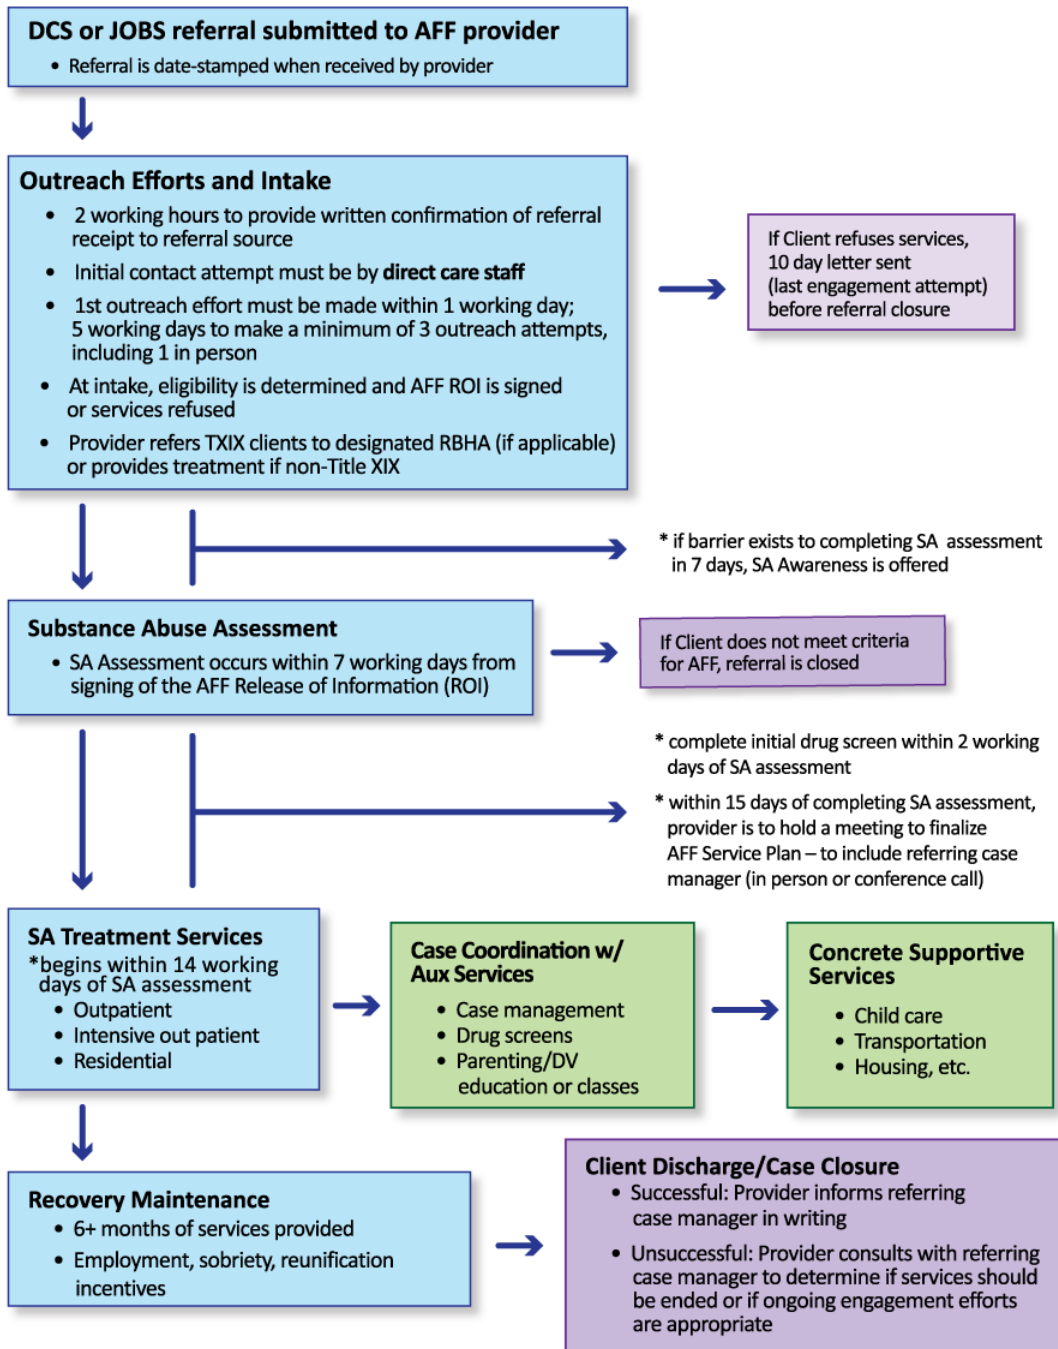 DCS or JOBS referral submitted to AFF provider
• Referral is date-stamped when received by provider
Outreach Efforts and Intake
• 2 working hours to provide written confirmation of referral
receipt to referral source
• Initial contact attempt must be by direct care staff
• 1st outreach effort must be made within 1 working day;
5 working days to make a minimum of 3 outreach attempts,
including 1 in person
• At intake, eligibility is determined and AFF ROI is signed
or services refused
• Provider refers TXIX clients to designated RBHA (if applicable)
or provides treatment if non-Title XIX
If Client refuses services,
10 day letter sent
(last engagement attempt)
before referral closure
* if barrier exists to completing SA assessment
in 7 days, SA Awareness is offered
Substance Abuse Assessment
• SA Assessment occurs within 7 working days from
signing of the AFF Release of Information (ROI)
If Client does not meet criteria
for AFF, referral is closed
* complete initial drug screen within 2 working
days of SA assessment
* within 15 days of completing SA assessment,
provider is to hold a meeting to finalize
AFF Service Plan – to include referring case
manager (in person or conference call)
SA Treatment Services
*begins within 14 working
days of SA assessment
• Outpatient
• Intensive out patient
• Residential
Case Coordination w/
Aux Services
• Case management
• Drug screens
• Parenting/DV
education or classes
Concrete Supportive
Services
• Child care
• Transportation
• Housing, etc.
Recovery Maintenance
• 6+ months of services provided
• Employment, sobriety, reunification
incentives
Client Discharge/Case Closure
• Successful: Provider informs referring
case manager in writing
• Unsuccessful: Provider consults with referring
case manager to determine if services should
be ended or if ongoing engagement efforts
are appropriate